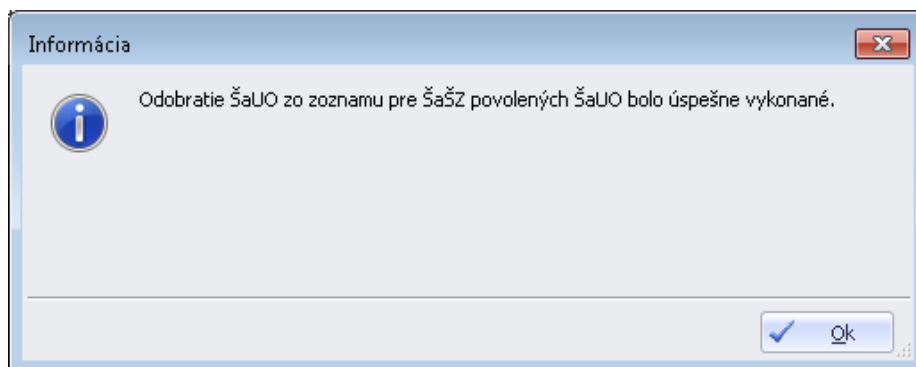 Informácia
Odobratie ŠaUO zo zoznamu pre ŠaŠZ povolených ŠaUO bolo úspešne vykonané.
Ok